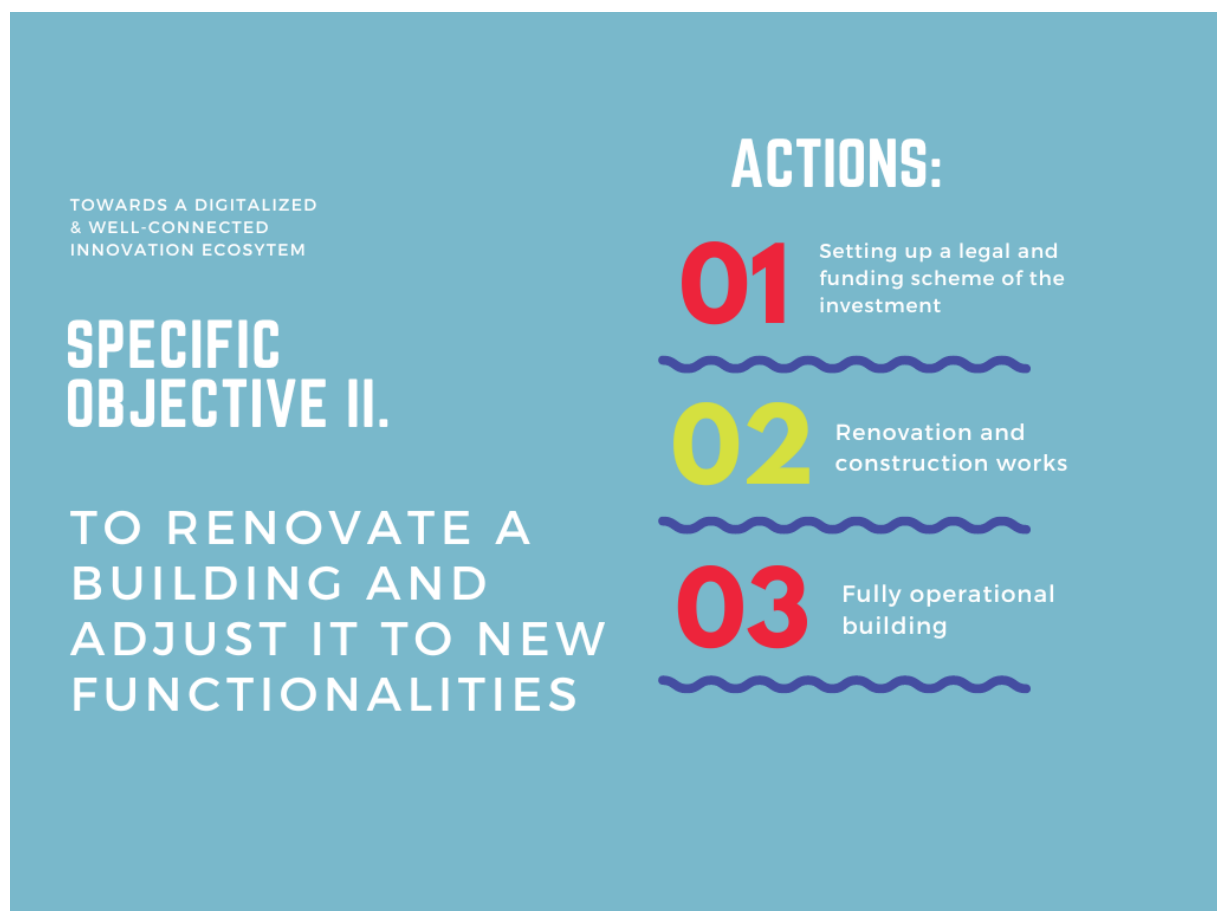 TOWARDS A DIGITALIZED
& WELL-CONNECTED
INNOVATION ECOSYTEM
SPECIFIC
OBJECTIVE II.
TO RENOVATE A
BUILDING AND
ADJUST IT TO NEW
FUNCTIONALITIES
ACTIONS:
01
Setting up a legal and
funding scheme of the
investment
02
Renovation and
construction works
03
Fully operational
building